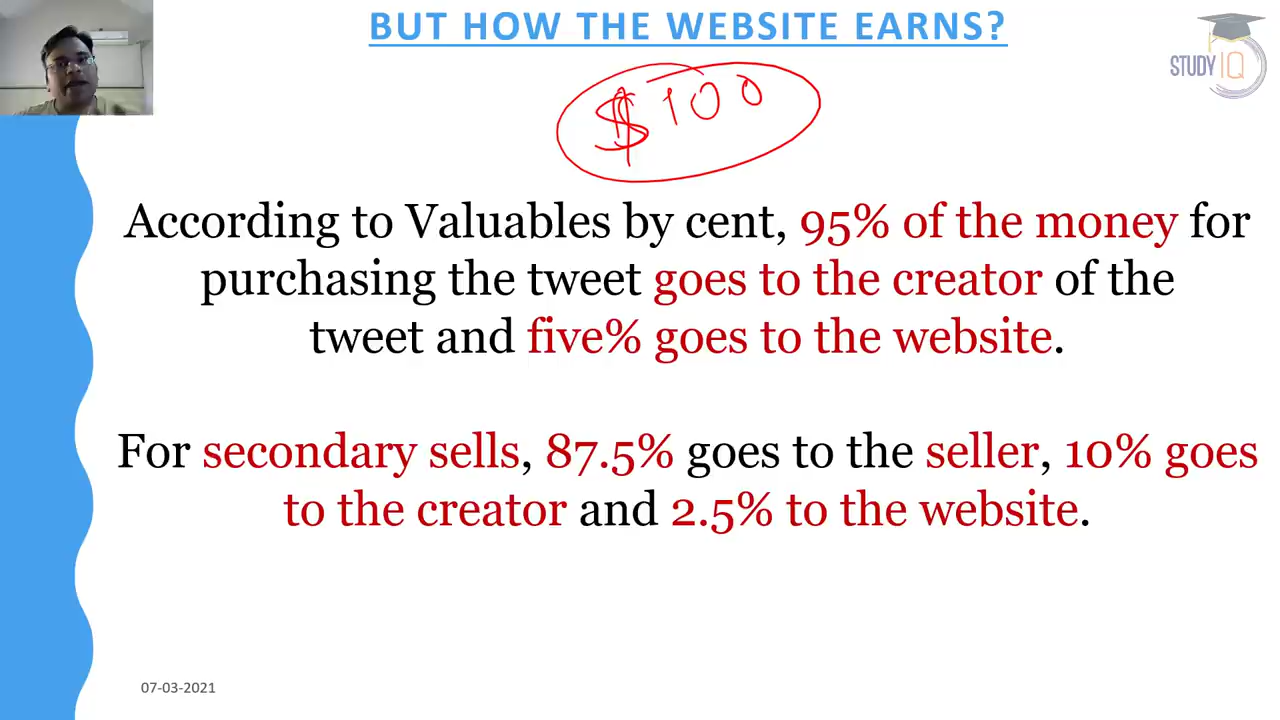 BUT HOW THE WEBSITE EARNS?
STUDY IQ
$100
According to Valuables by cent, 95% of the money for
purchasing the tweet goes to the creator of the
tweet and five% goes to the website.
For secondary sells, 87.5% goes to the seller, 10% goes
to the creator and 2.5% to the website.
07-03-2021